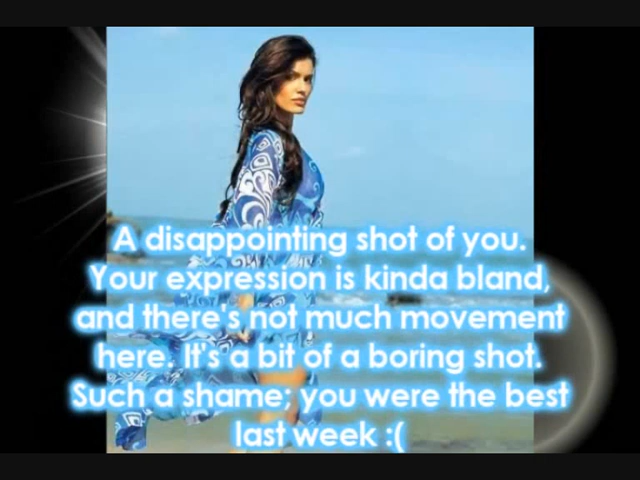 A disappointing shot of you.
Your expression is kinda bland,
and there's not much movement
here. It's a bit of a boring shot.
Such a shame; you were the best
last week :(